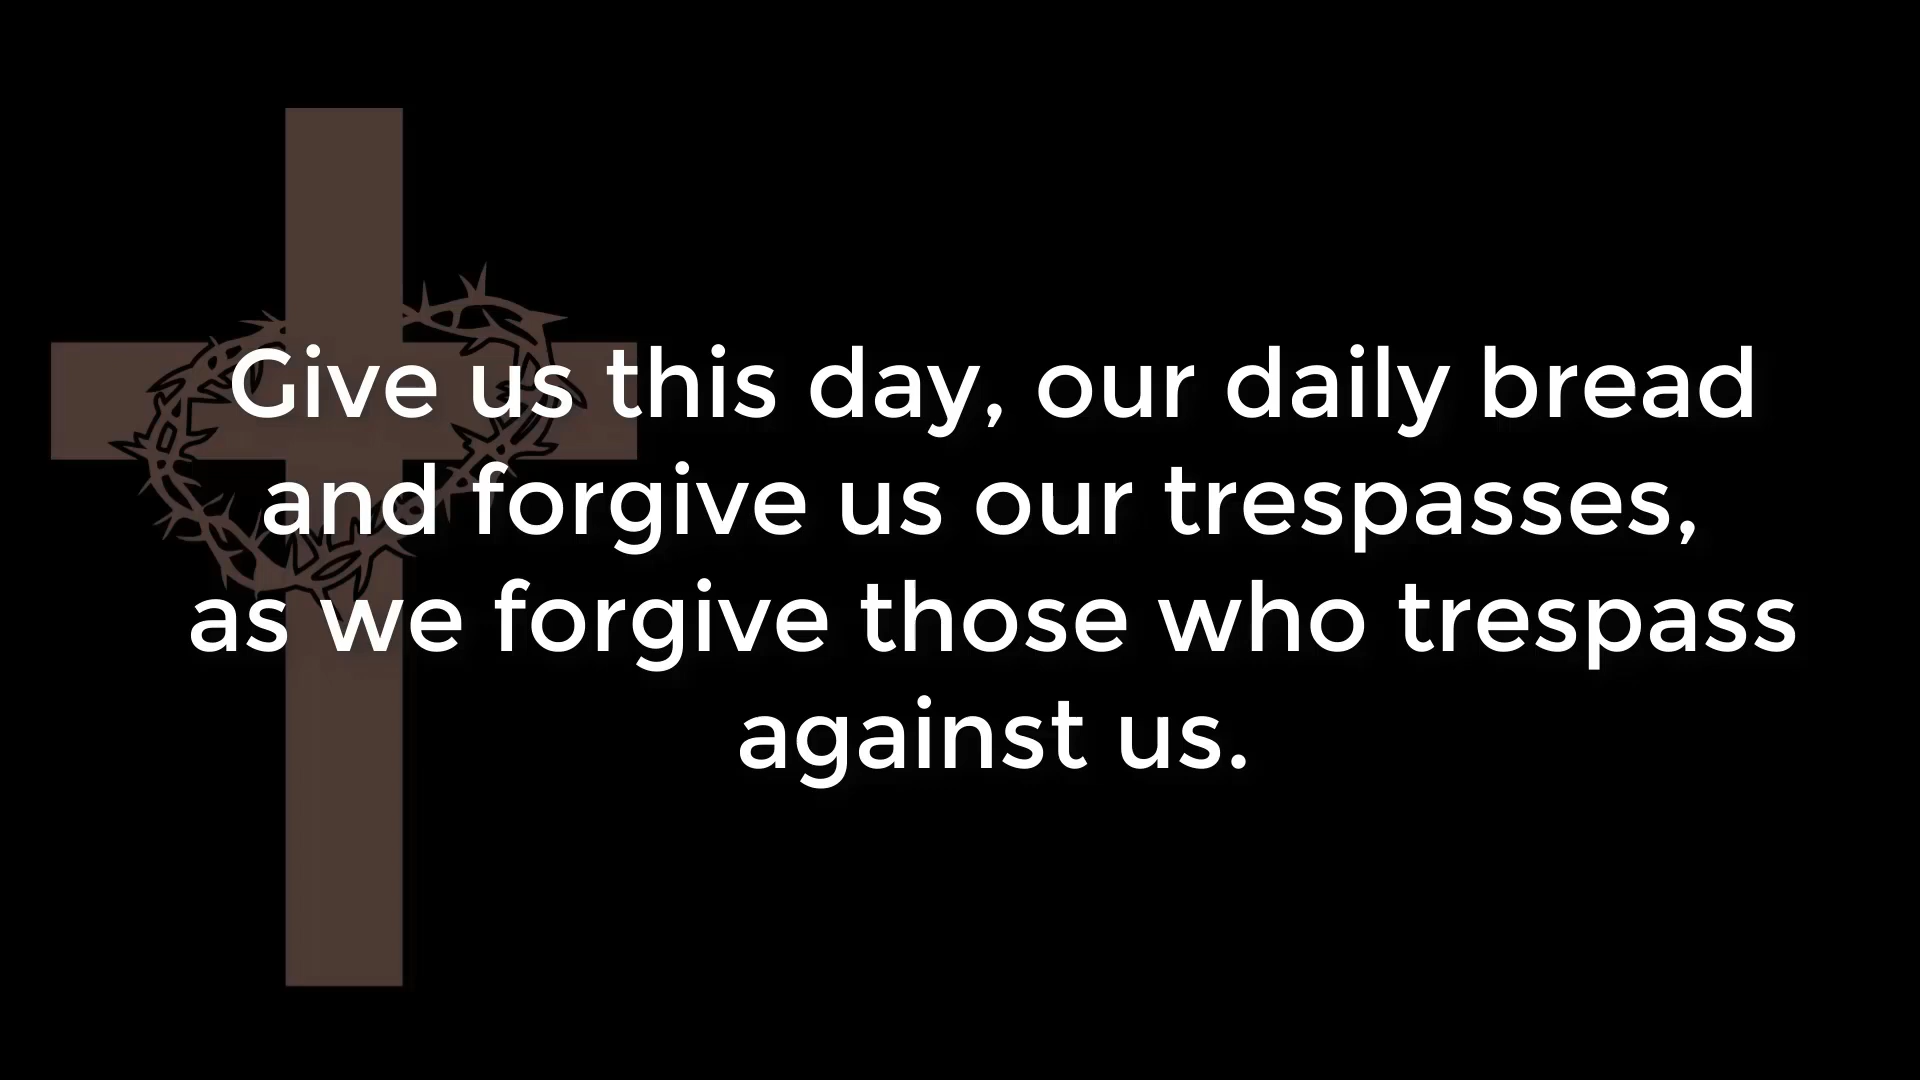 Give us this day, our daily bread
and forgive us our trespasses,
as we forgive those who trespass
against us.